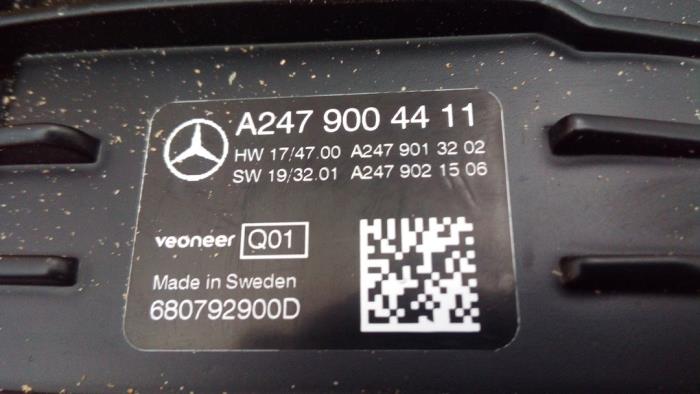 A247 900 44 11
HW 17/47.00 A247 901 32 02
SW 19/32.01 A247 902 15 06
veoneer Q01
Made in Sweden
680792900D